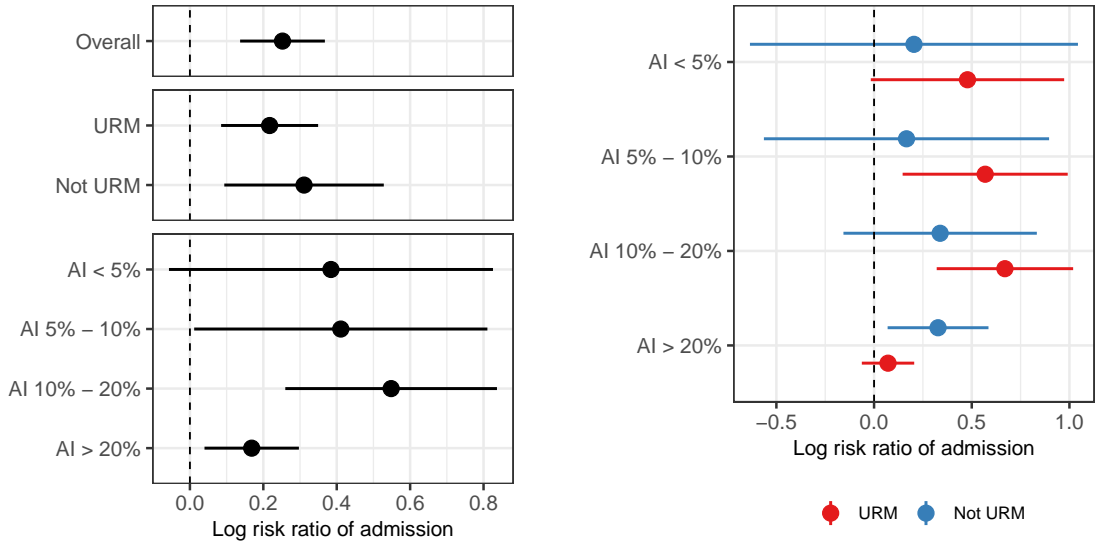 Overall
URM
Not URM
AI < 5%
AI 5% − 10%
AI 10% − 20%
AI > 20%
0.0 0.2 0.4 0.6 0.8
Log risk ratio of admission
AI < 5%
AI 5% − 10%
AI 10% − 20%
AI > 20%
−0.5 0.0 0.5 1.0
Log risk ratio of admission
URM Not URM